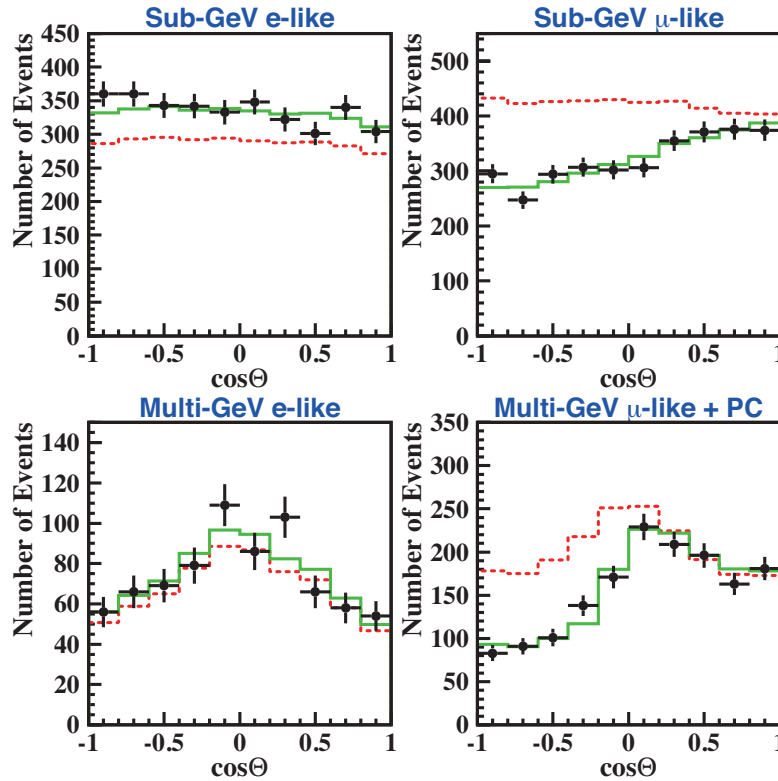 Sub-GeV e-like
Number of Events
450
400
350
300
250
200
150
100
50
0
-1 -0.5 0 0.5 1
cosΘ
Sub-GeV μ-like
Number of Events
500
400
300
200
100
0
-1 -0.5 0 0.5 1
cosΘ
Multi-GeV e-like
Number of Events
140
120
100
80
60
40
20
0
-1 -0.5 0 0.5 1
cosΘ
Multi-GeV μ-like + PC
Number of Events
350
300
250
200
150
100
50
0
-1 -0.5 0 0.5 1
cosΘ